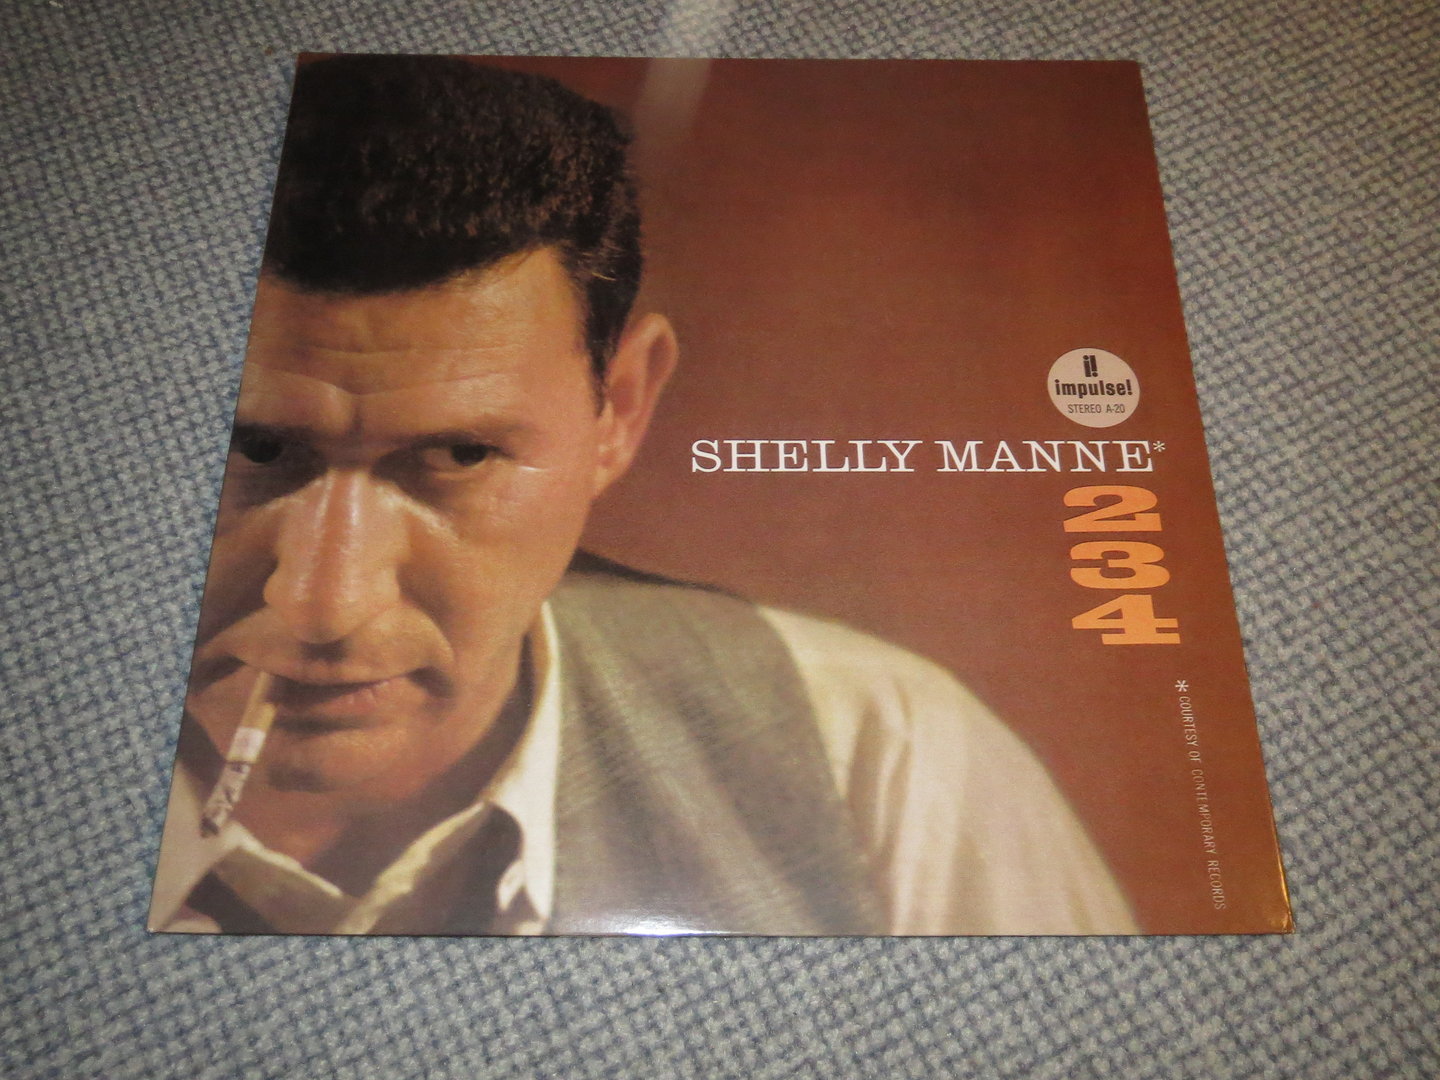 i!
impulse!
STEREO A-20
SHELLY MANNE*
2
3
4
*COURTESY OF CONTEMPORARY RECORDS